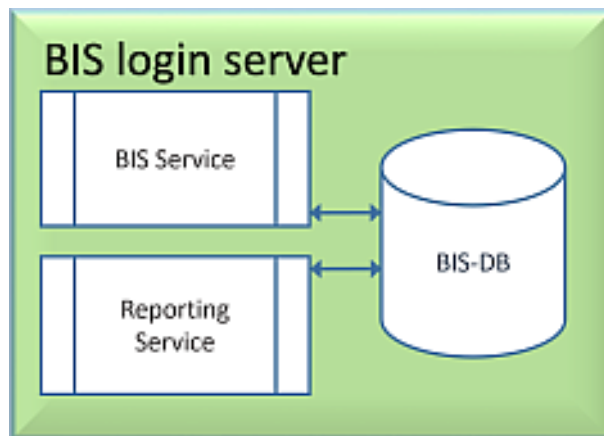 BIS login server
BIS Service
BIS-DB
Reporting
Service